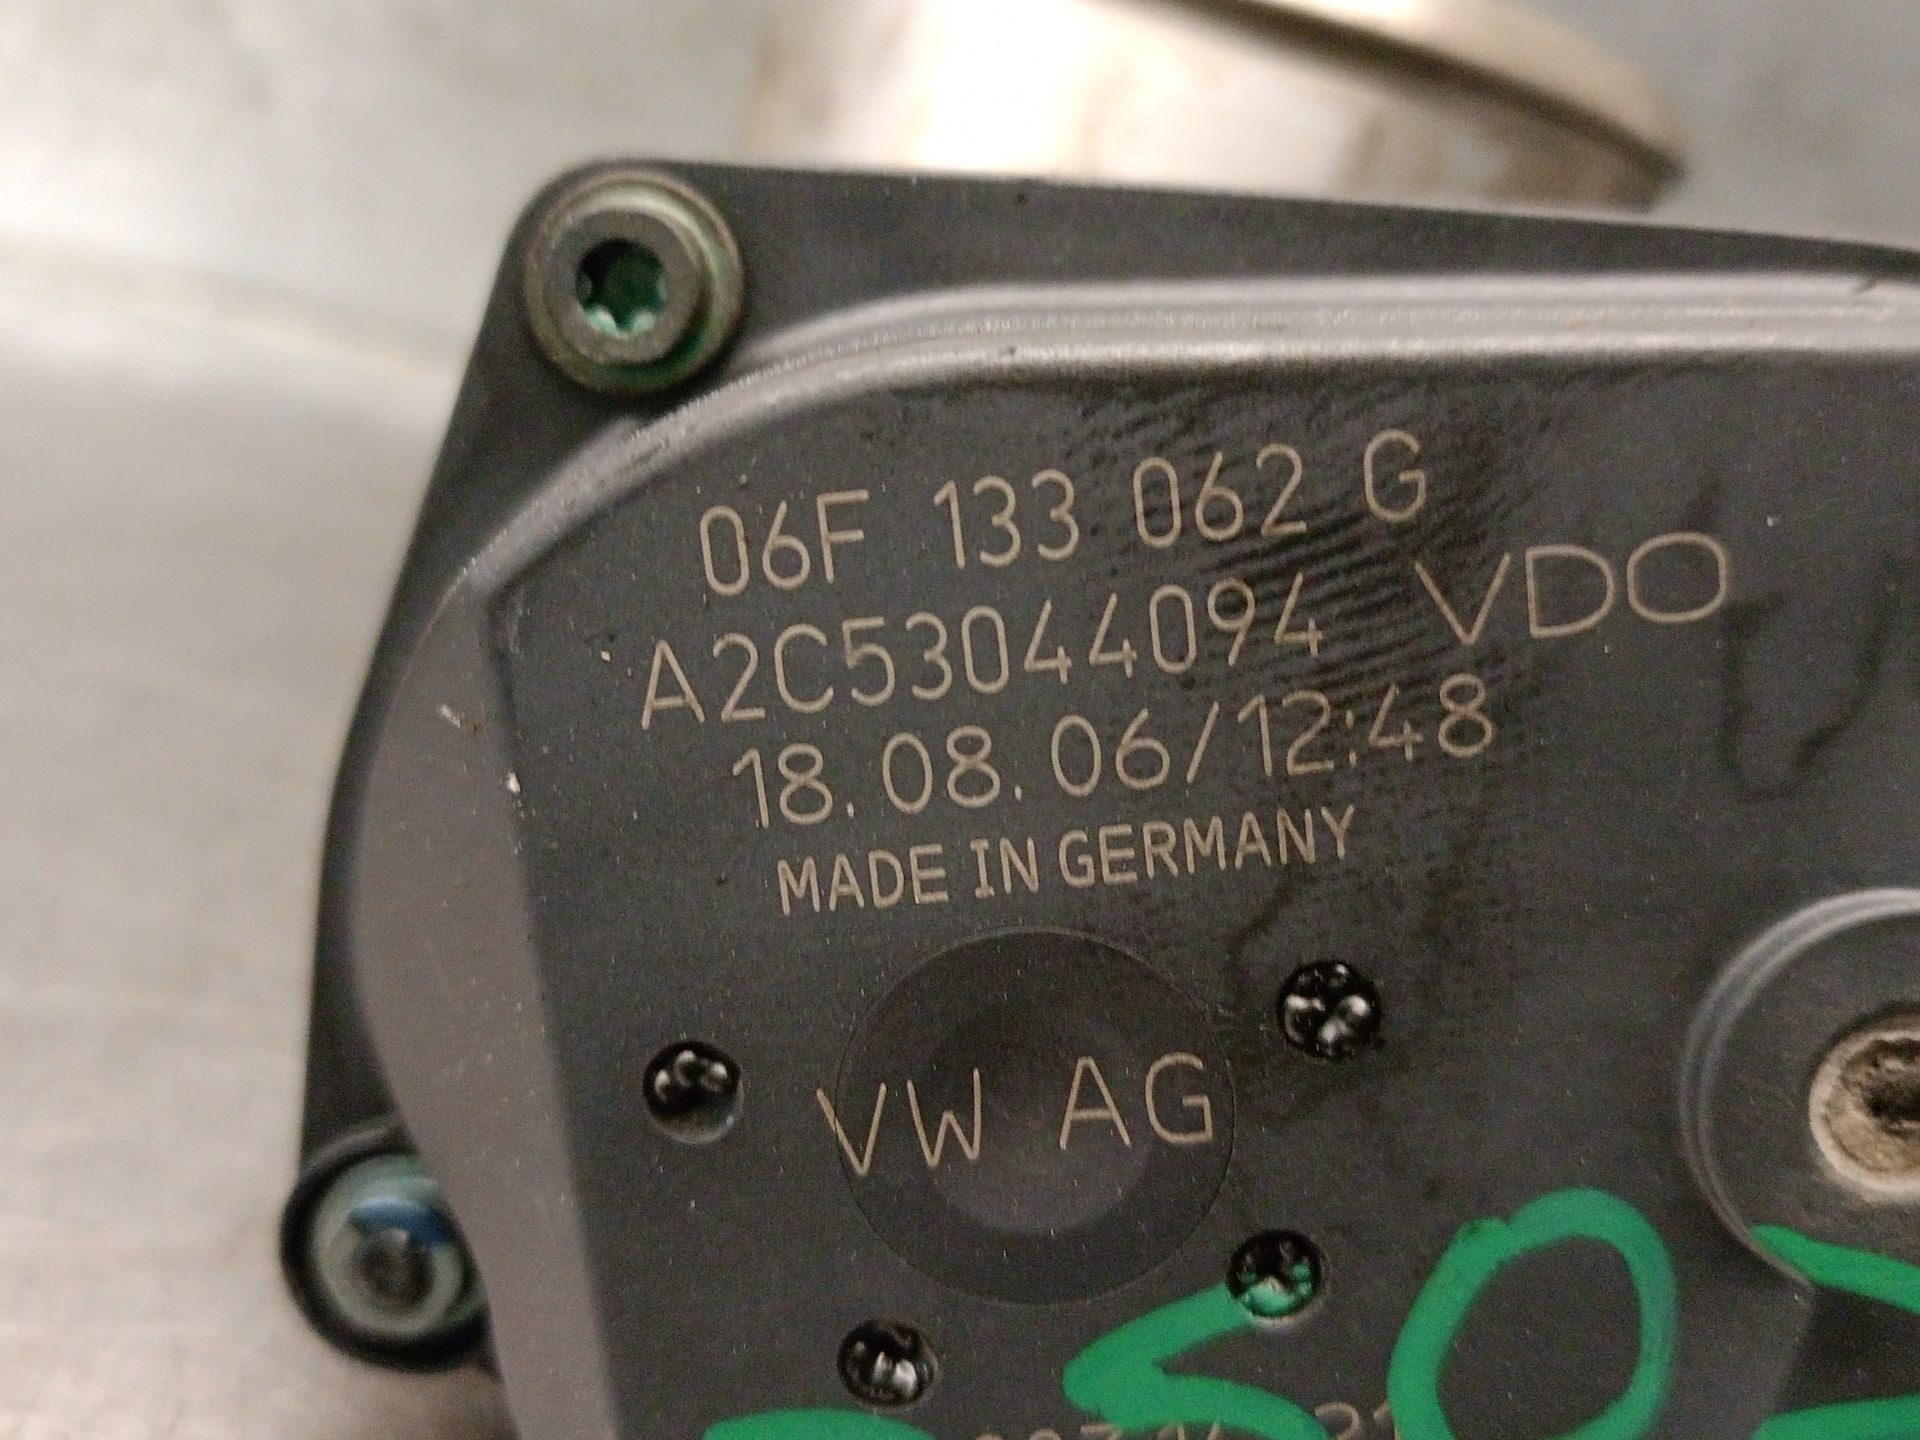 06F 133 062 G
A2C53044094 VDO
18.08.06/12:48
MADE IN GERMANY
VW AG